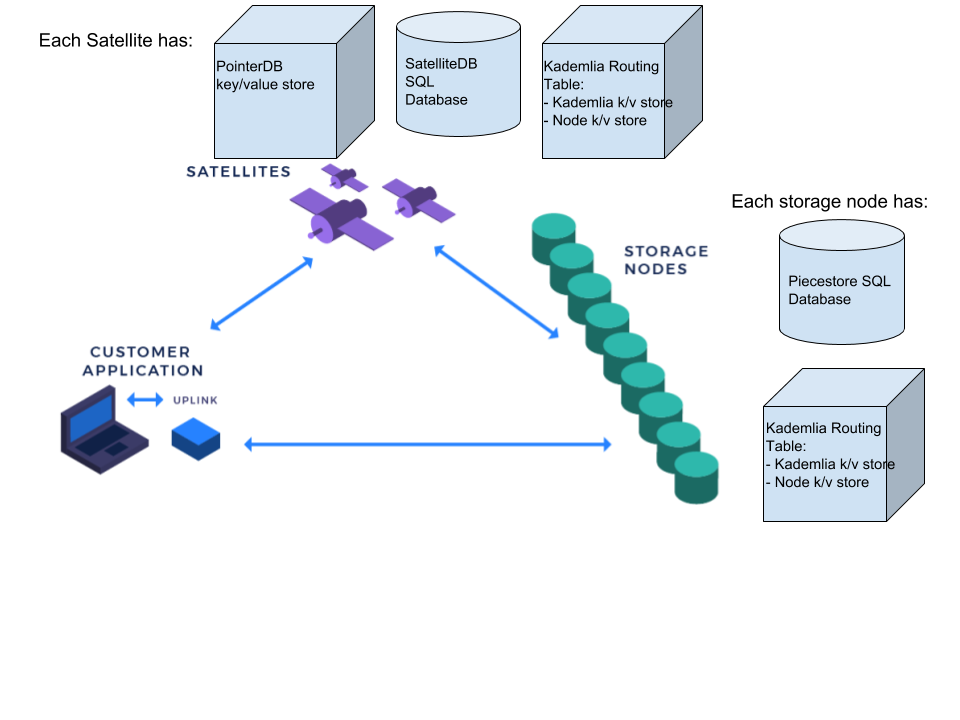 Each Satellite has:
PointerDB
key/value store
SatelliteDB
SQL
Database
Kademlia Routing
Table:
- Kademlia k/v store
- Node k/v store
SATELLITES
Each storage node has:
STORAGE
NODES
Piecestore SQL
Database
CUSTOMER
APPLICATION
UPLINK
Kademlia Routing
Table:
- Kademlia k/v store
- Node k/v store